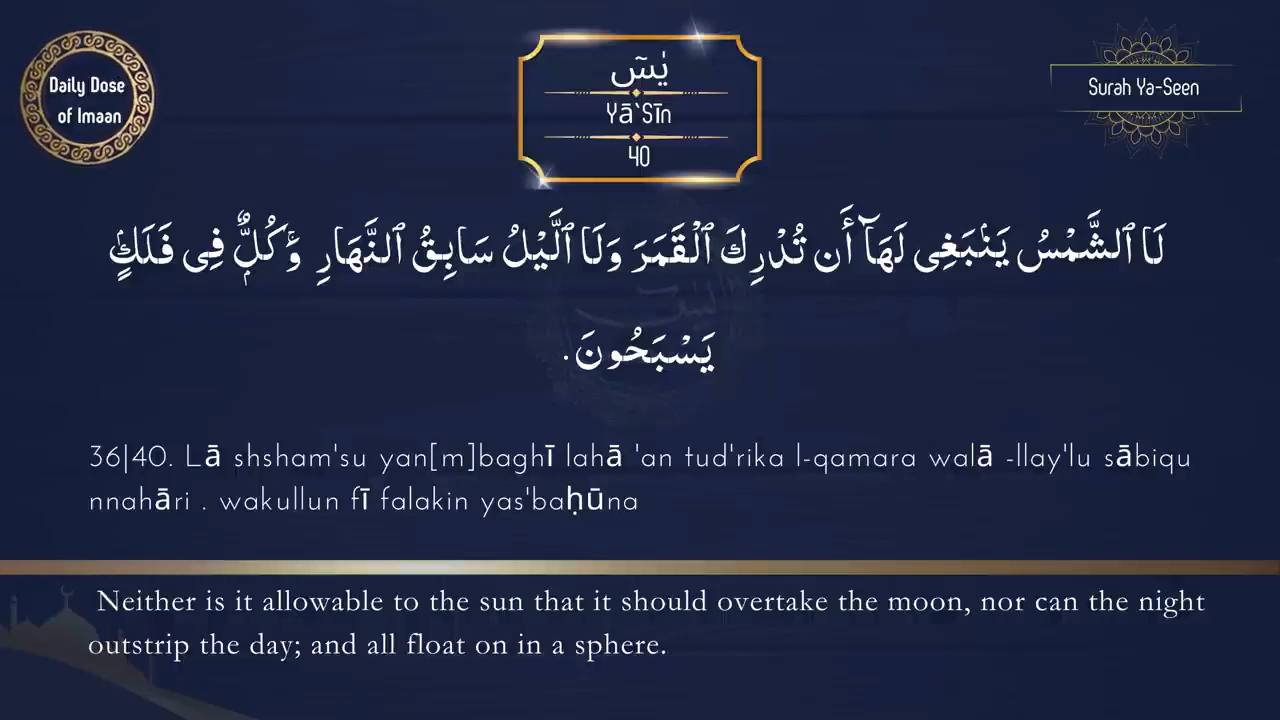 Daily Dose
of Imaan
يٰسٓ
Yā`Sīn
40
Surah Ya-Seen
لَا ٱلشَّمْسُ يَنۢبَغِى لَهَآ أَن تُدْرِكَ ٱلْقَمَرَ وَلَا ٱلَّيْلُ سَابِقُ ٱلنَّهَارِ ۚ وَكُلٌّ فِى فَلَكٍ
يَسْبَحُونَ .
36|40. Lā shsham'su yan[m]baghī lahā 'an tud'rika l-qamara walā -llay'lu sābiqu
nnahāri . wakullun fī falakin yas'baḥūna
Neither is it allowable to the sun that it should overtake the moon, nor can the night
outstrip the day; and all float on in a sphere.